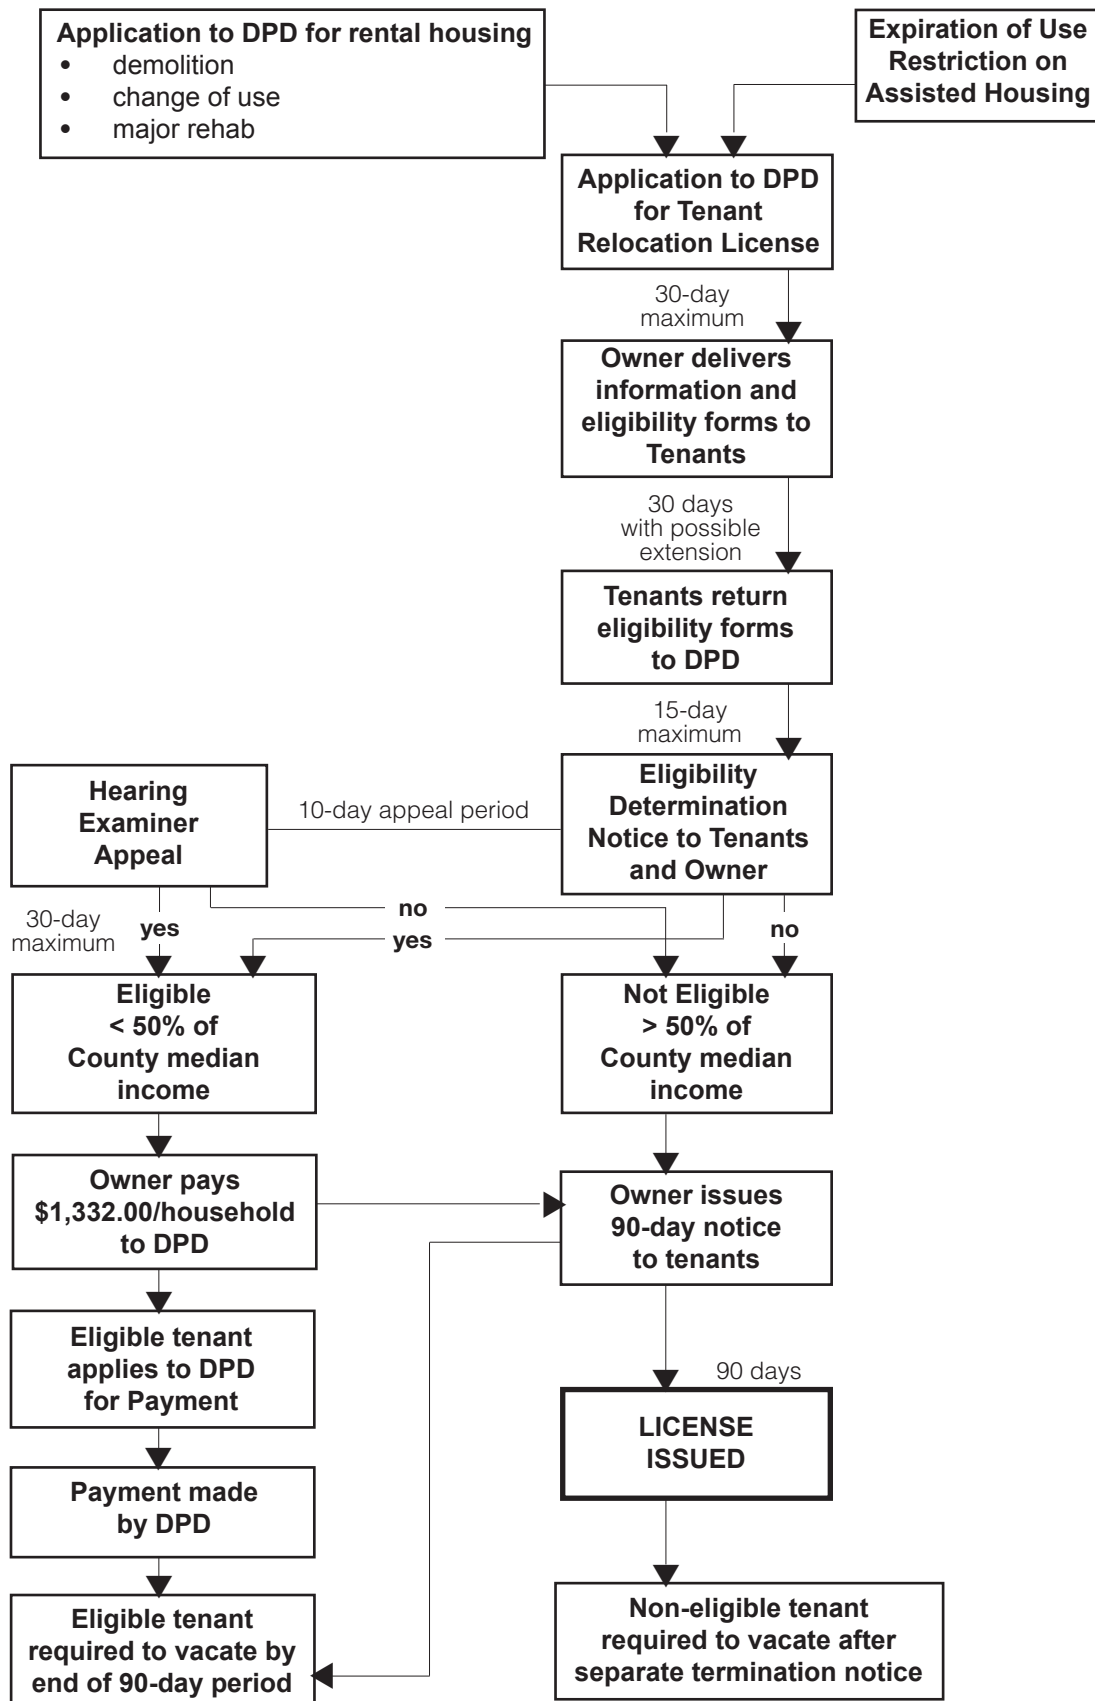 Application to DPD for rental housing
• demolition
• change of use
• major rehab
Expiration of Use
Restriction on
Assisted Housing
Application to DPD
for Tenant
Relocation License
30-day
maximum
Owner delivers
information and
eligibility forms to
Tenants
30 days
with possible
extension
Tenants return
eligibility forms
to DPD
15-day
maximum
Eligibility
Determination
Notice to Tenants
and Owner
10-day appeal period
Hearing
Examiner
Appeal
30-day
maximum
yes
no
yes
no
Eligible
< 50% of
County median
income
Not Eligible
> 50% of
County median
income
Owner pays
$1,332.00/household
to DPD
Owner issues
90-day notice
to tenants
Eligible tenant
applies to DPD
for Payment
90 days
LICENSE
ISSUED
Payment made
by DPD
Eligible tenant
required to vacate by
end of 90-day period
Non-eligible tenant
required to vacate after
separate termination notice